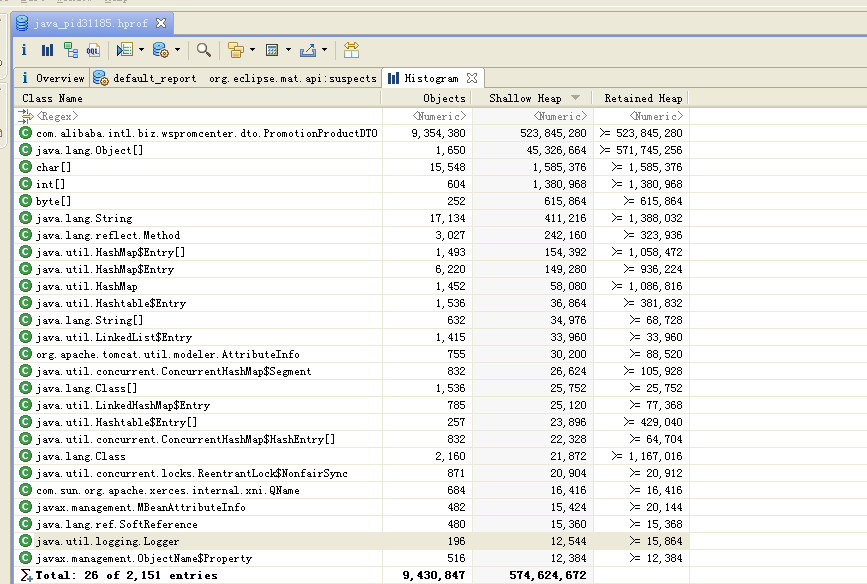 java_pid31185.hprof
i OQL
i Overview default_report org.eclipse.mat.api:suspects Histogram
Class Name Objects Shallow Heap Retained Heap
<Regex> <Numeric> <Numeric> <Numeric>
com.alibaba.intl.biz.wspromcenter.dto.PromotionProductDTO 9,354,380 523,845,280 >= 523,845,280
java.lang.Object[] 1,650 45,326,664 >= 571,745,256
char[] 15,548 1,585,376 >= 1,585,376
int[] 604 1,380,968 >= 1,380,968
byte[] 252 615,864 >= 615,864
java.lang.String 17,134 411,216 >= 1,388,032
java.lang.reflect.Method 3,027 242,160 >= 323,936
java.util.HashMap$Entry[] 1,493 154,392 >= 1,058,472
java.util.HashMap$Entry 6,220 149,280 >= 936,224
java.util.HashMap 1,452 58,080 >= 1,086,816
java.util.Hashtable$Entry 1,536 36,864 >= 381,832
java.lang.String[] 632 34,976 >= 68,728
java.util.LinkedList$Entry 1,415 33,960 >= 33,960
org.apache.tomcat.util.modeler.AttributeInfo 755 30,200 >= 88,520
java.util.concurrent.ConcurrentHashMap$Segment 832 26,624 >= 105,928
java.lang.Class[] 1,536 25,752 >= 25,752
java.util.LinkedHashMap$Entry 785 25,120 >= 77,368
java.util.Hashtable$Entry[] 257 23,896 >= 429,040
java.util.concurrent.ConcurrentHashMap$HashEntry[] 832 22,328 >= 64,704
java.lang.Class 2,160 21,872 >= 1,167,016
java.util.concurrent.locks.ReentrantLock$NonfairSync 871 20,904 >= 20,912
com.sun.org.apache.xerces.internal.xni.QName 684 16,416 >= 16,416
javax.management.MBeanAttributeInfo 482 15,424 >= 20,144
java.lang.ref.SoftReference 480 15,360 >= 15,368
java.util.logging.Logger 196 12,544 >= 15,864
javax.management.ObjectName$Property 516 12,384 >= 12,384
Total: 26 of 2,151 entries 9,430,847 574,624,672